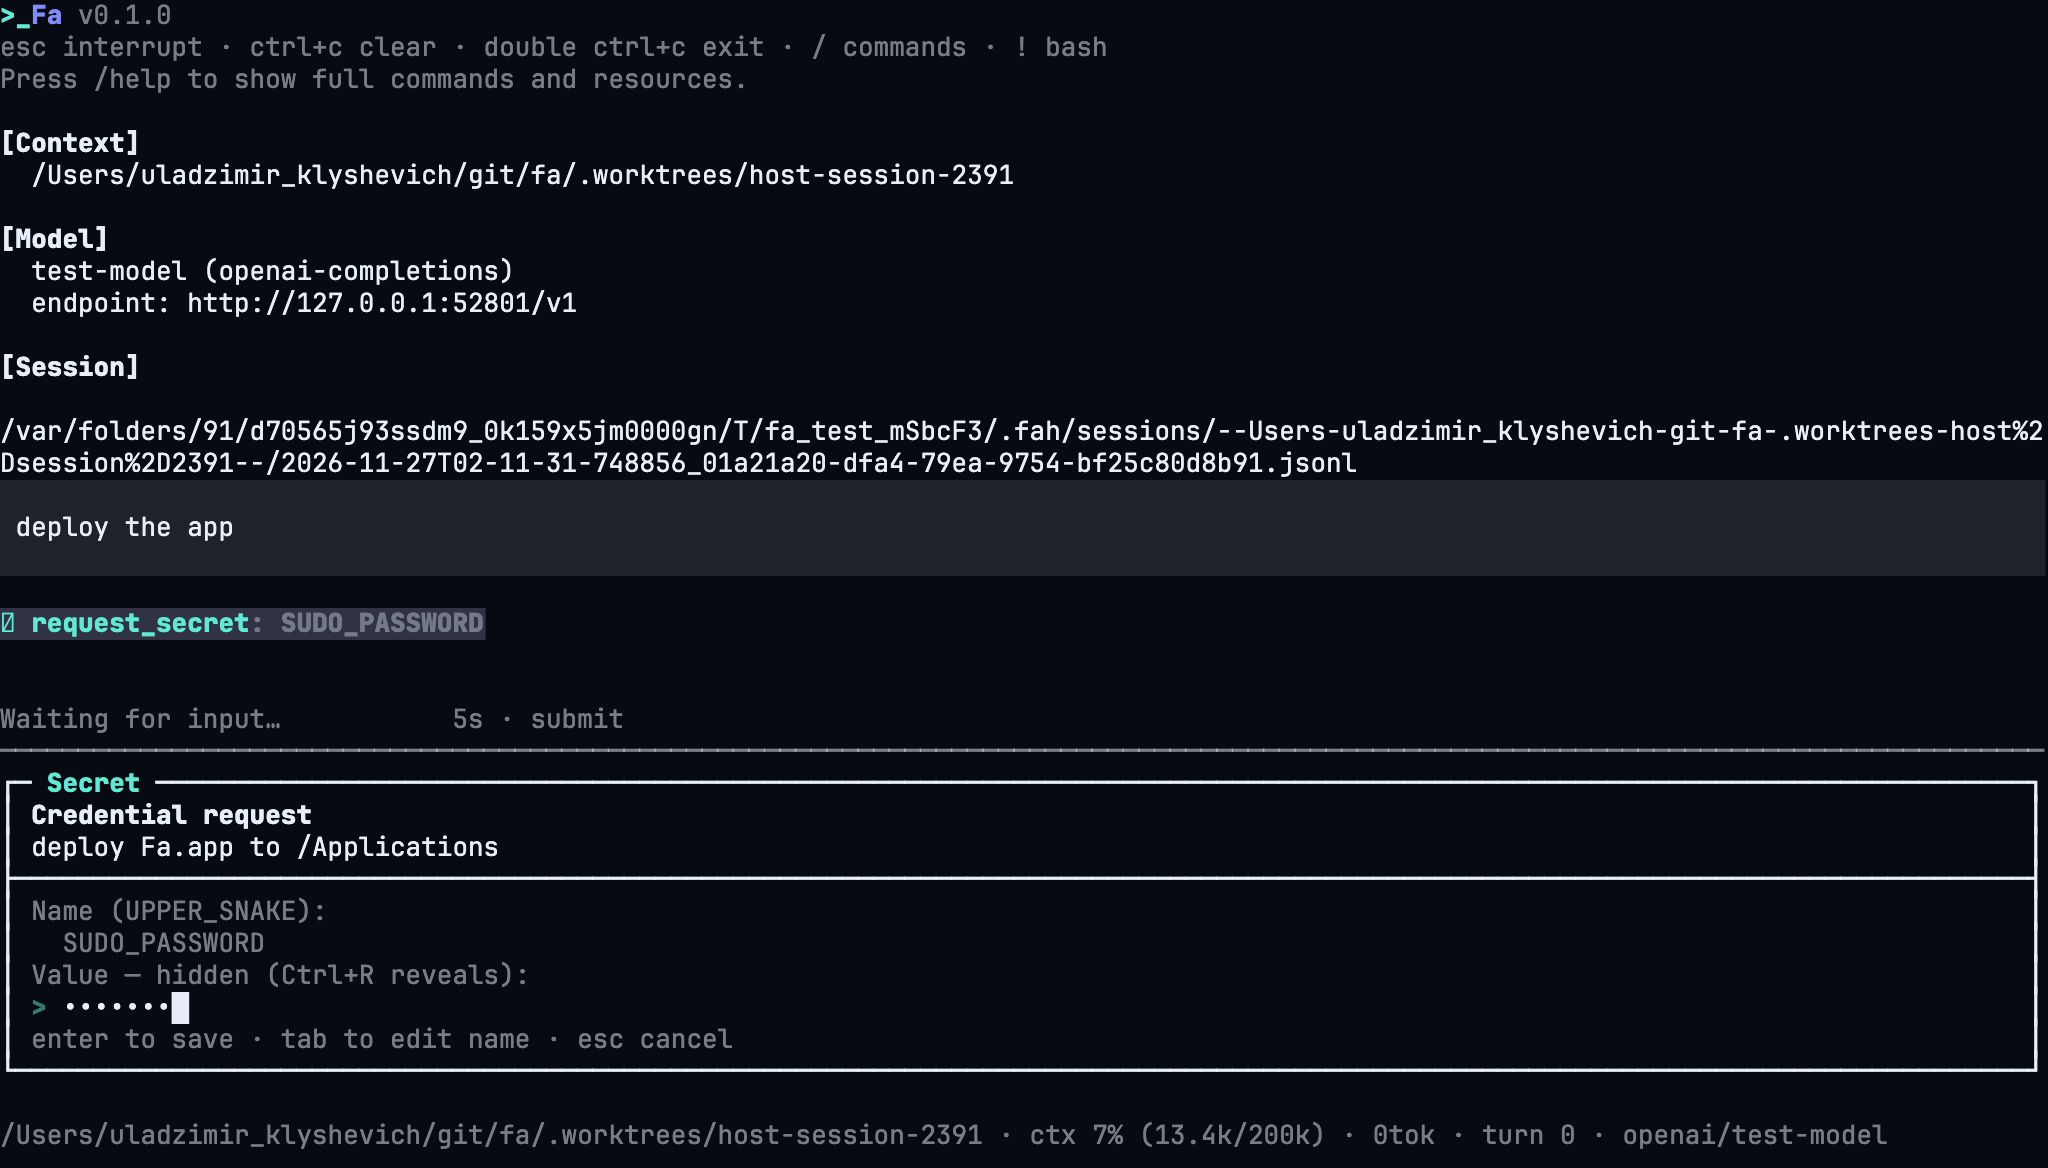 >_Fa v0.1.0
esc interrupt · ctrl+c clear · double ctrl+c exit · / commands · ! bash
Press /help to show full commands and resources.
[Context]
/Users/uladzimir_klyshevich/git/fa/.worktrees/host-session-2391
[Model]
test-model (openai-completions)
endpoint: http://127.0.0.1:52801/v1
[Session]
/var/folders/91/d70565j93ssdm9_0k159x5jm0000gn/T/fa_test_mSbcF3/.fah/sessions/--Users-uladzimir_klyshevich-git-fa-.worktrees-host%2
Dsession%2D2391--/2026-11-27T02-11-31-748856_01a21a20-dfa4-79ea-9754-bf25c80d8b91.jsonl
deploy the app
request_secret: SUDO_PASSWORD
Waiting for input… 5s · submit
Secret
Credential request
deploy Fa.app to /Applications
Name (UPPER_SNAKE):
SUDO_PASSWORD
Value — hidden (Ctrl+R reveals):
> •••••••
enter to save · tab to edit name · esc cancel
/Users/uladzimir_klyshevich/git/fa/.worktrees/host-session-2391 · ctx 7% (13.4k/200k) · 0tok · turn 0 · openai/test-model